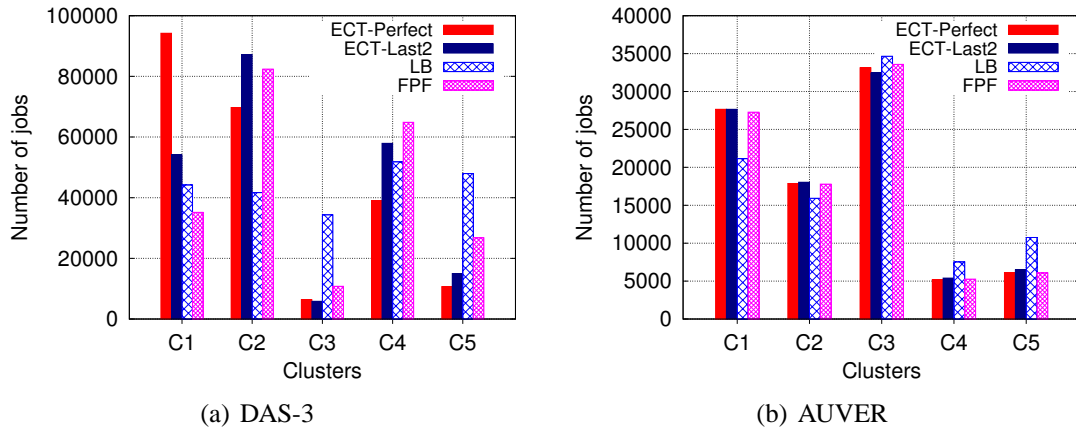 100000
80000
60000
40000
20000
0
Number of jobs
ECT-Perfect
ECT-Last2
LB
FPF
C1 C2 C3 C4 C5
Clusters
(a) DAS-3
40000
35000
30000
25000
20000
15000
10000
5000
0
Number of jobs
ECT-Perfect
ECT-Last2
LB
FPF
C1 C2 C3 C4 C5
Clusters
(b) AUVER